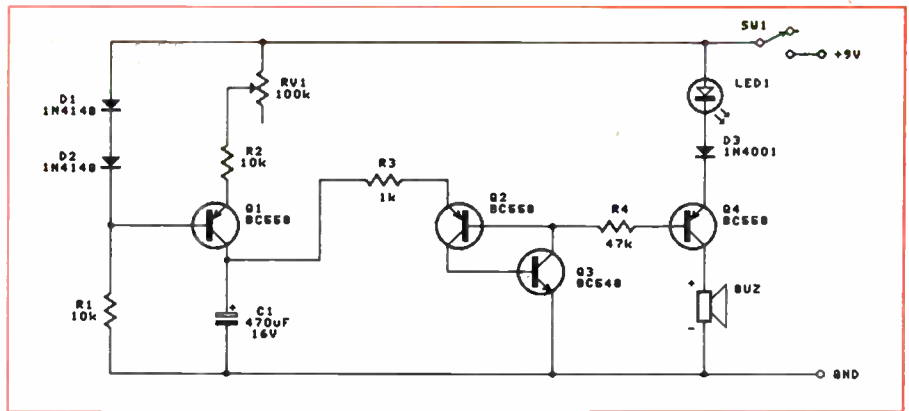 SW1
+9V
D1
1N4148
D2
1N4148
RV1
100k
R2
10k
LED1
D3
1N4001
R3
1k
Q1
BC558
Q2
BC558
R4
47k
Q4
BC558
Q3
BC548
R1
10k
+
C1
470uF
16V
+
BUZ
-
GND